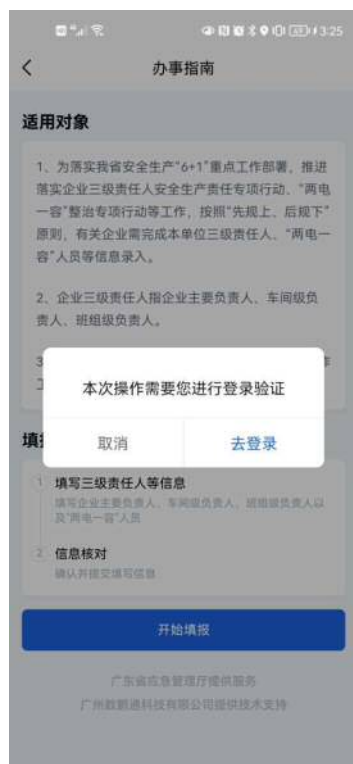 3:25
办事指南
适用对象
1、为落实我省安全生产“6+1”重点工作部署，推进
落实企业三级责任人安全生产责任专项行动、“两电
一容”整治专项行动等工作，按照“先规上、后规下”
原则，有关企业需完成本单位三级责任人、“两电一
容”人员等信息录入。
2、企业三级责任人指企业主要负责人、车间级负
责人、班组级负责人。
3
本次操作需要您进行登录验证
取消
去登录
填
1 填写三级责任人等信息
填写企业主要负责人、车间级负责人、班组级负责人以
及“两电一容”人员
2 信息核对
确认并提交填写信息
开始填报
广东省应急管理厅提供服务
广州数鹏通科技有限公司提供技术支持